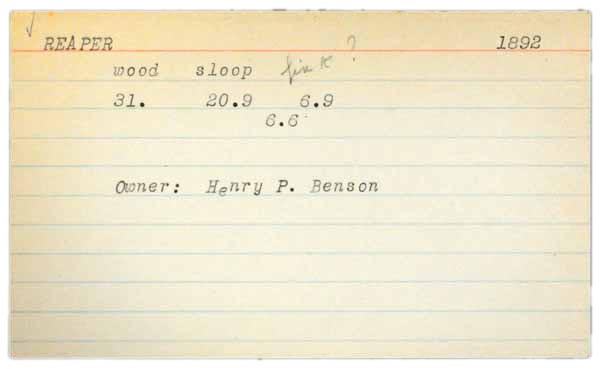 REAPER 1892
wood sloop ?
31. 20.9 6.9
6.6
Owner: Henry P. Benson